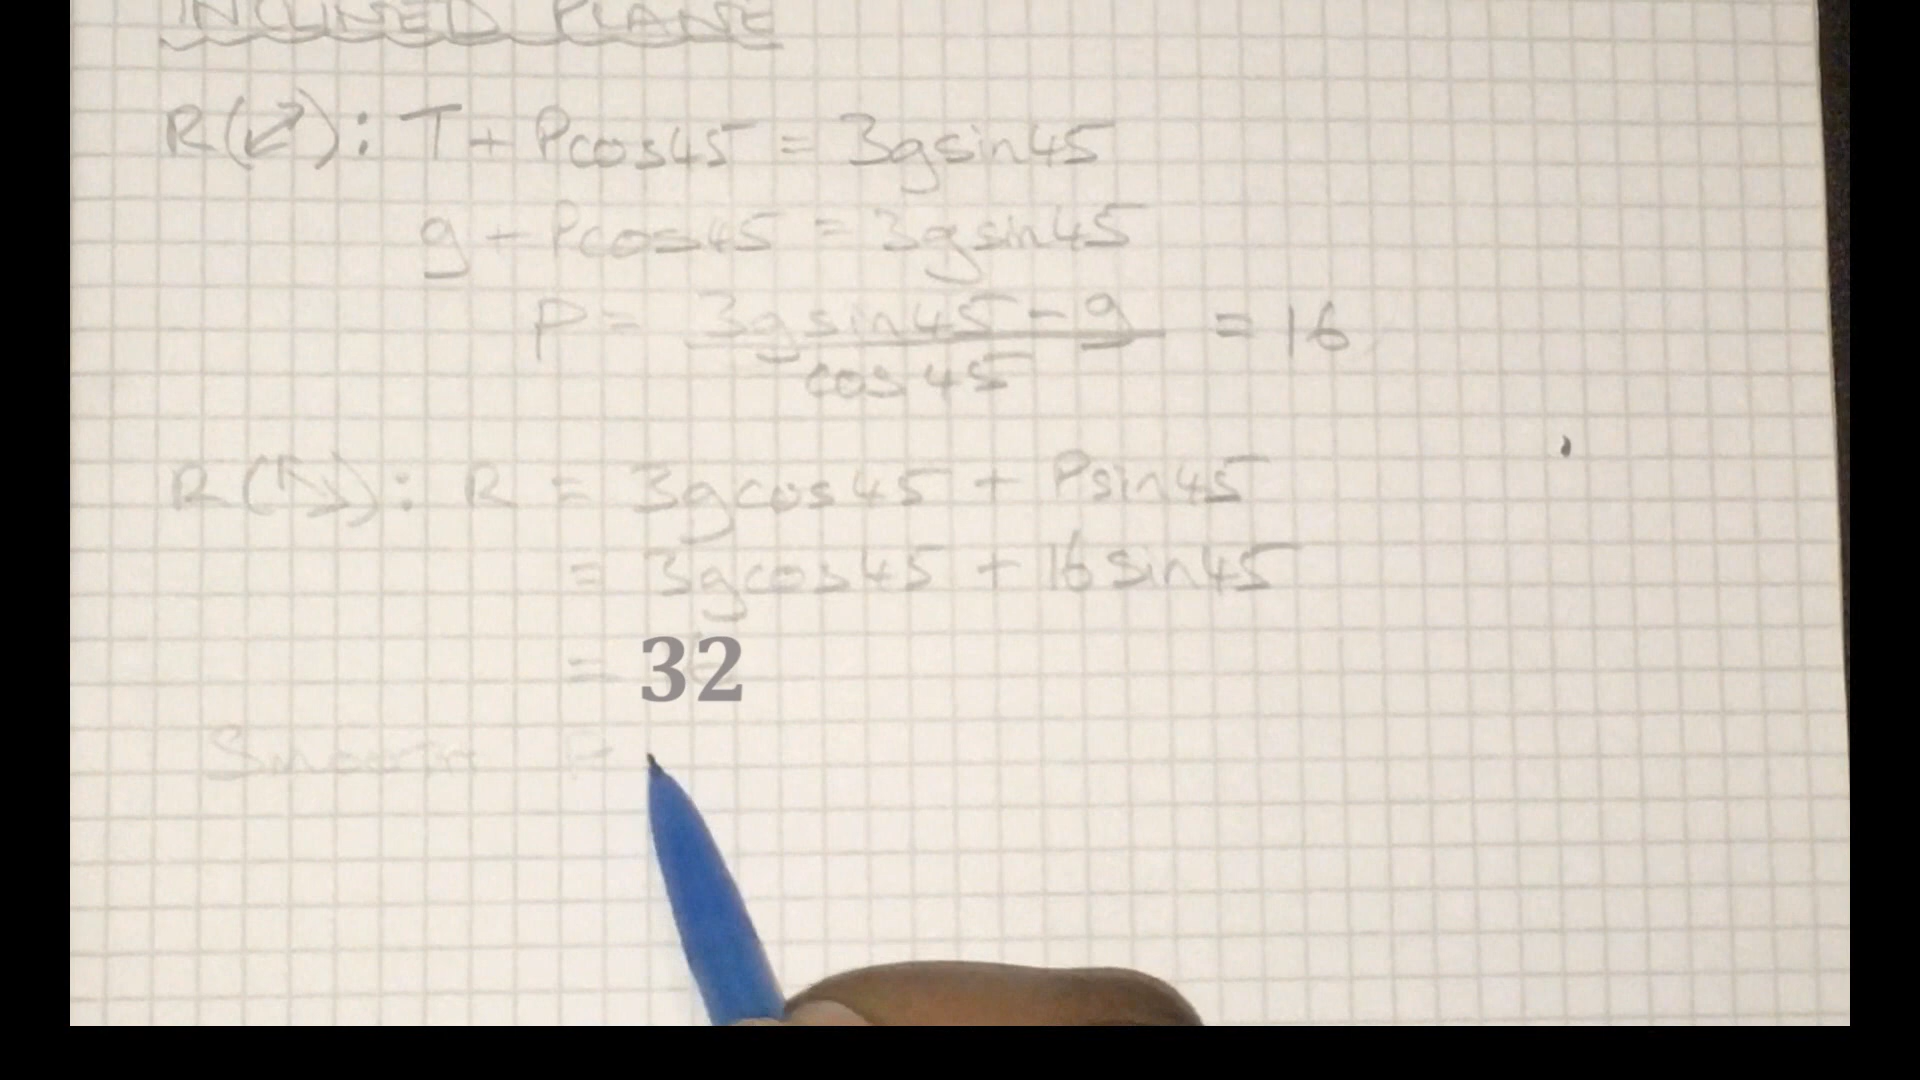 INCLINED PLANE
R(↙↗): T + Pcos45 = 3gsin45
g + Pcos45 = 3gsin45
P = 3gsin45 - g / cos45 = 16
R(↖↘): R = 3gcos45 + Psin45
= 3gcos45 + 16sin45
= 32